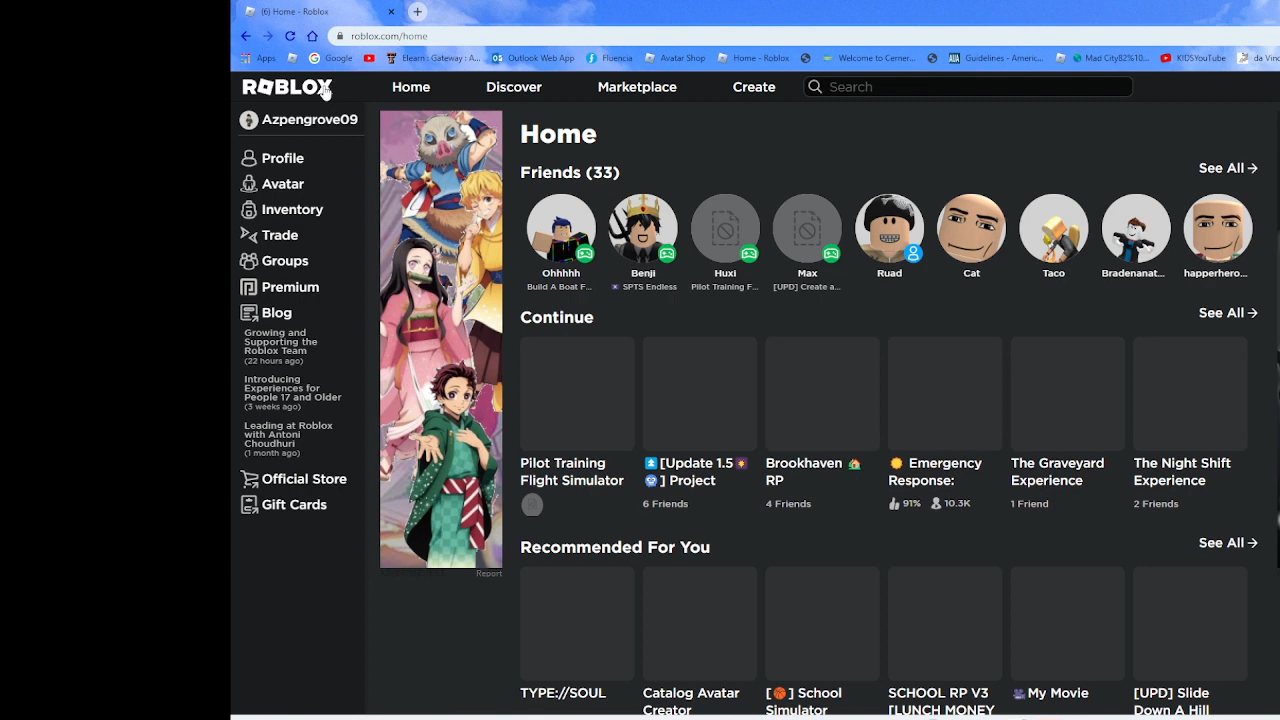 (6) Home - Roblox
roblox.com/home
Apps Google Elearn : Gateway : A... Outlook Web App Fluencia Avatar Shop Home - Roblox Welcome to Cerner... Guidelines - Americ... Mad City82%10... KIDSYouTube da Vinc
ROBLOX Home Discover Marketplace Create Search
Azpengrove09
Profile
Avatar
Inventory
Trade
Groups
Premium
Blog
Growing and
Supporting the
Roblox Team
(22 hours ago)
Introducing
Experiences for
People 17 and Older
(3 weeks ago)
Leading at Roblox
with Antoni
Choudhuri
(1 month ago)
Official Store
Gift Cards
Report
Home
Friends (33) See All
Ohhhhh Benji Huxi Max Ruad Cat Taco Bradenanat... happerhero...
Build A Boat F... SPTS Endless Pilot Training F... [UPD] Create a...
Continue See All
Pilot Training
Flight Simulator
[Update 1.5
] Project
6 Friends
Brookhaven
RP
4 Friends
Emergency
Response:
91% 10.3K
The Graveyard
Experience
1 Friend
The Night Shift
Experience
2 Friends
Recommended For You See All
TYPE://SOUL
Catalog Avatar
Creator
[🏀] School
Simulator
SCHOOL RP V3
[LUNCH MONEY
My Movie
[UPD] Slide
Down A Hill